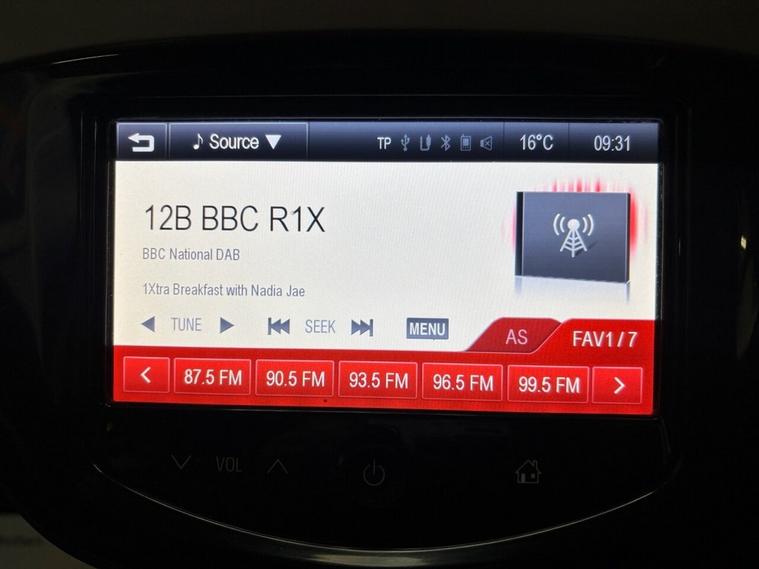 Source TP 16°C 09:31
12B BBC R1X
BBC National DAB
1Xtra Breakfast with Nadia Jae
TUNE SEEK MENU AS FAV1/7
87.5 FM 90.5 FM 93.5 FM 96.5 FM 99.5 FM
VOL